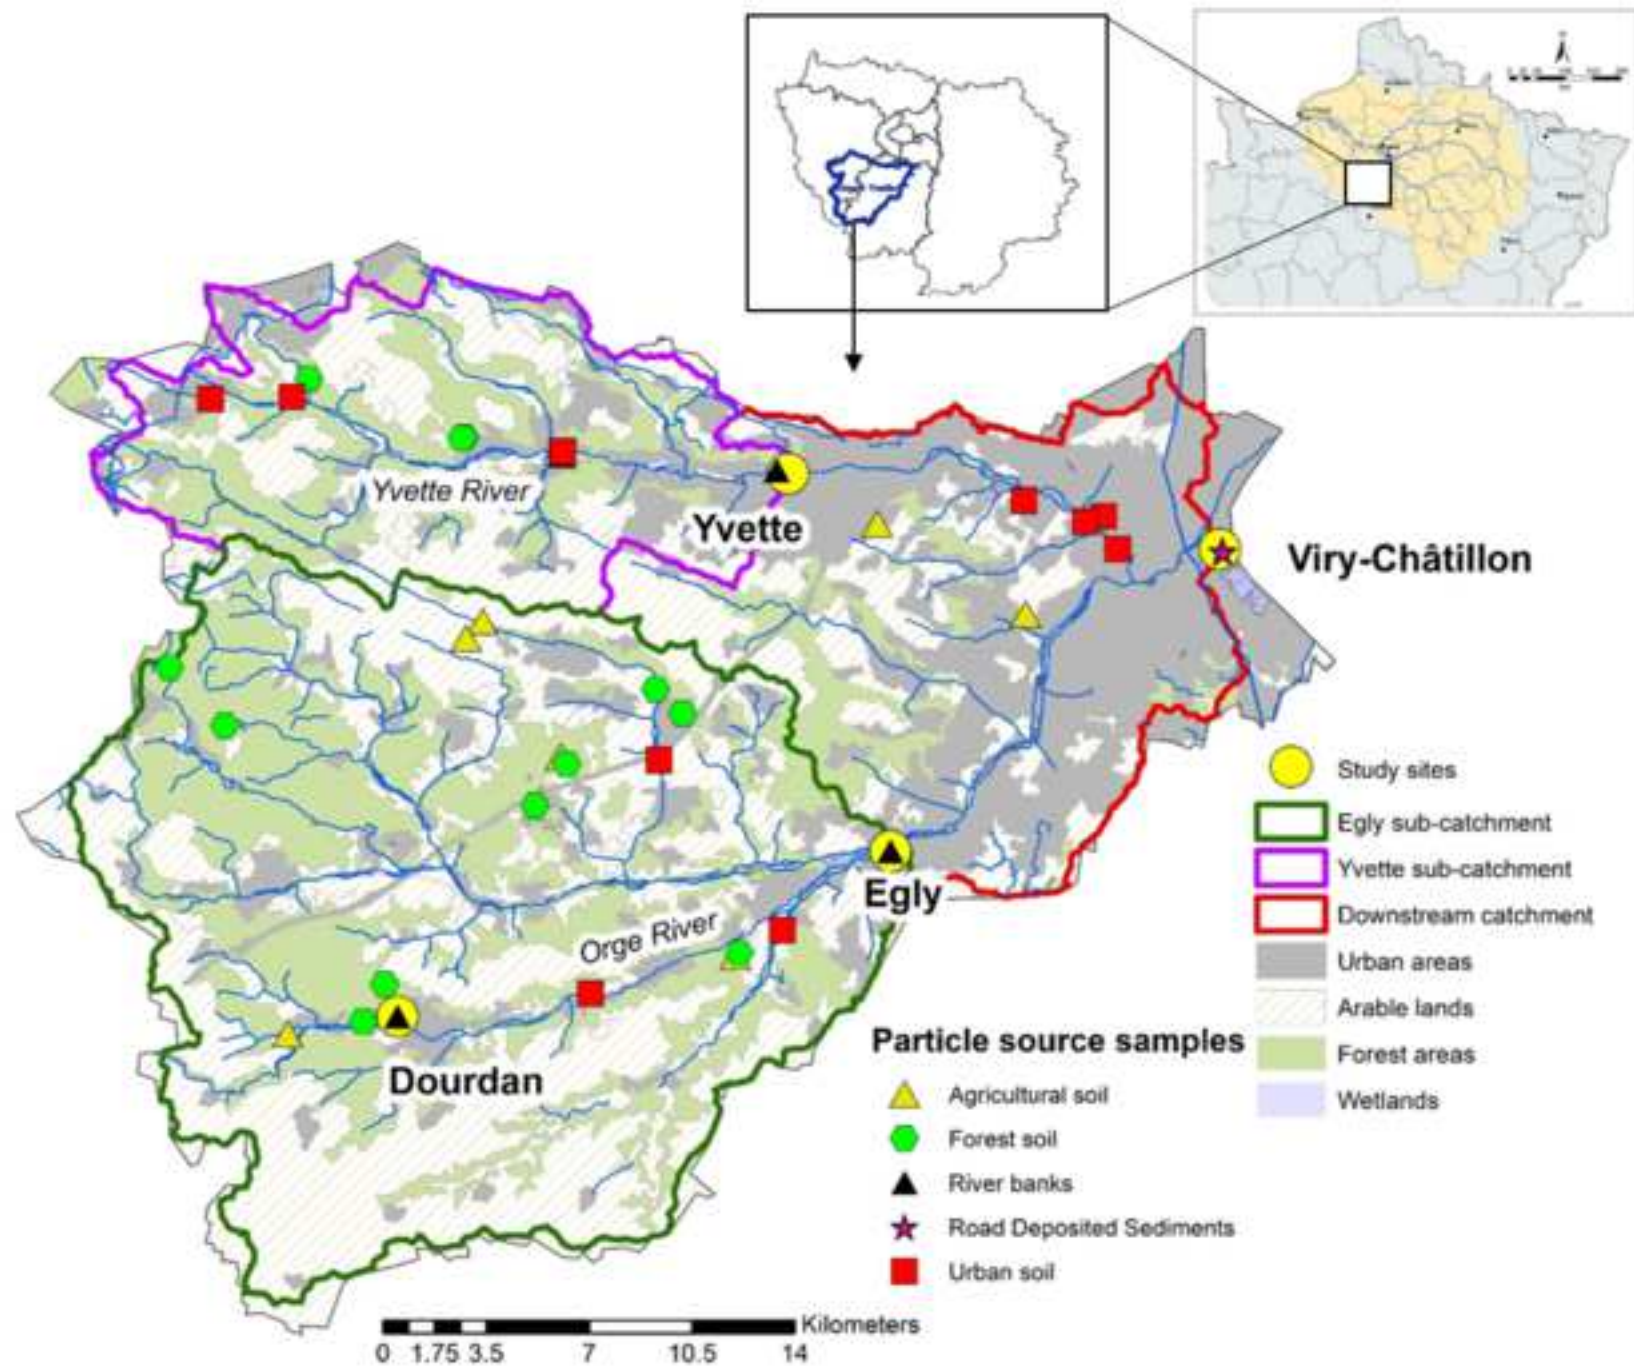 Yvette River
Yvette
Viry-Châtillon
Egly
Orge River
Dourdan
Study sites
Egly sub-catchment
Yvette sub-catchment
Downstream catchment
Urban areas
Arable lands
Forest areas
Wetlands
Particle source samples
Agricultural soil
Forest soil
River banks
Road Deposited Sediments
Urban soil
Kilometers
0 1.75 3.5 7 10.5 14